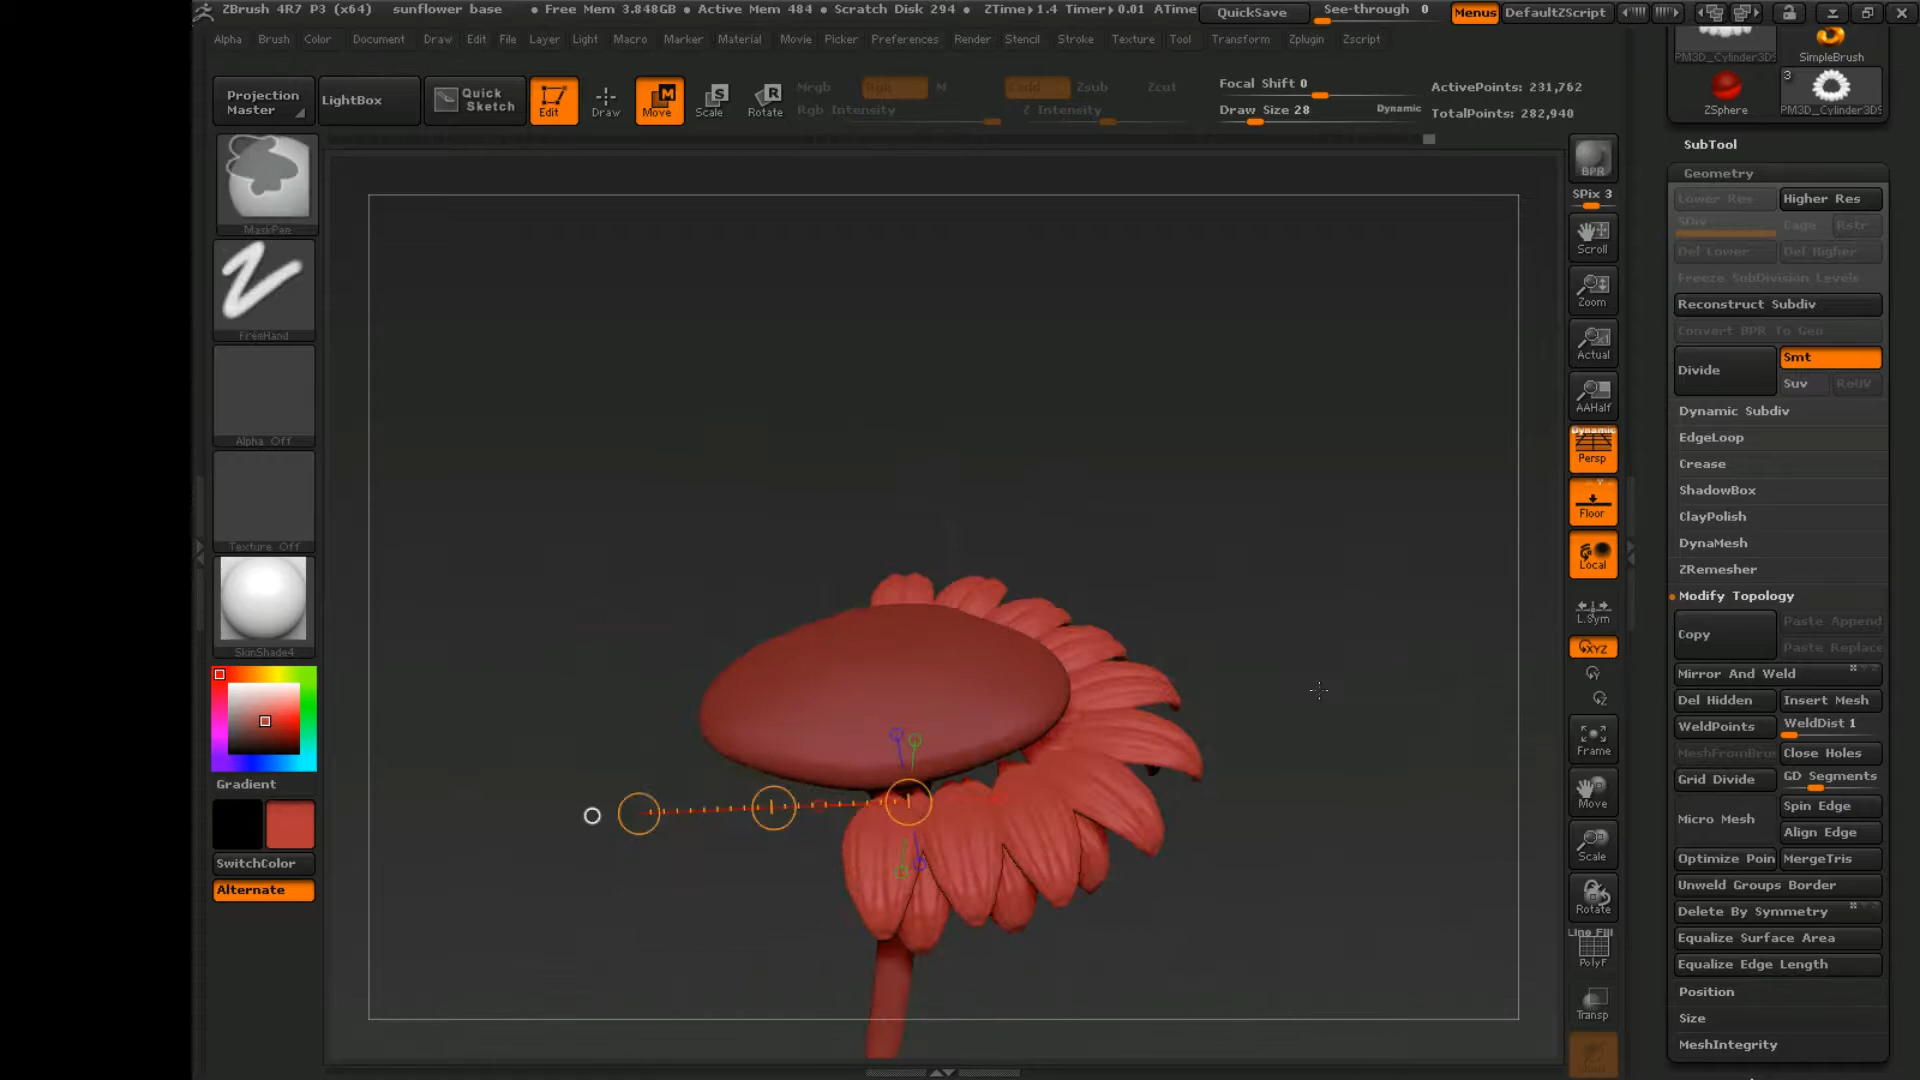 ZBrush 4R7 P3 (x64) sunflower base • Free Mem 3.848GB • Active Mem 484 • Scratch Disk 294 • ZTime▸1.4 Timer▸0.01 ATime QuickSave See-through 0 Menus DefaultZScript
Alpha Brush Color Document Draw Edit File Layer Light Macro Marker Material Movie Picker Preferences Render Stencil Stroke Texture Tool Transform Zplugin Zscript
Projection Master
LightBox
Quick Sketch
Edit Draw Move Scale Rotate
Mrgb Rgb M Zadd Zsub Zcut
Rgb Intensity Z Intensity
Focal Shift 0
Draw Size 28 Dynamic
ActivePoints: 231,762
TotalPoints: 282,940
MaskPen
FreeHand
Alpha Off
Texture Off
SkinShade4
Gradient
SwitchColor
Alternate
BPR
SPix 3
Scroll
Zoom
Actual
AAHalf
Dynamic
Persp
Floor
Local
L.Sym
XYZ
Frame
Move
Scale
Rotate
Line Fill
PolyF
Transp
PM3D_Cylinder3D
SimpleBrush
3
ZSphere
PM3D_Cylinder3D
SubTool
Geometry
Lower Res Higher Res
SDiv Cage Rstr
Del Lower Del Higher
Freeze SubDivision Levels
Reconstruct Subdiv
Convert BPR To Geo
Divide Smt
Suv ReUV
Dynamic Subdiv
EdgeLoop
Crease
ShadowBox
ClayPolish
DynaMesh
ZRemesher
Modify Topology
Copy Paste Append
Paste Replace
Mirror And Weld
Del Hidden Insert Mesh
WeldPoints WeldDist 1
MeshFromBru Close Holes
Grid Divide GD Segments
Micro Mesh Spin Edge
Align Edge
Optimize Poin MergeTris
Unweld Groups Border
Delete By Symmetry
Equalize Surface Area
Equalize Edge Length
Position
Size
MeshIntegrity